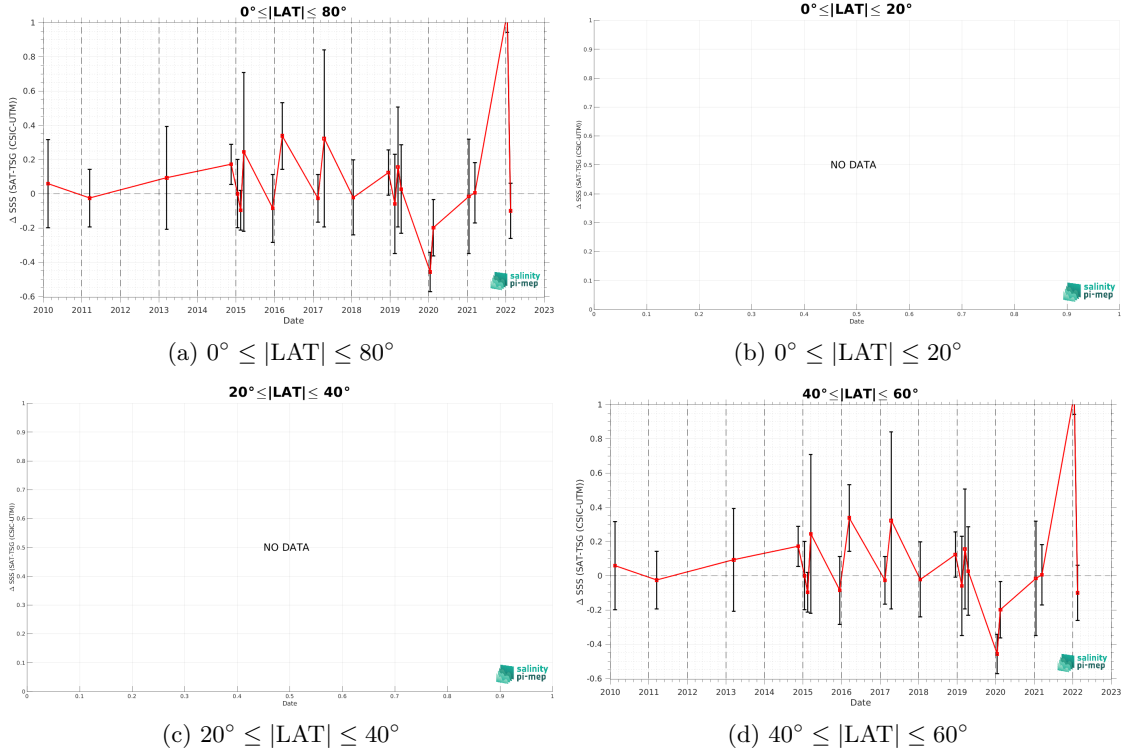 0°≤|LAT|≤ 80°
Δ SSS (SAT-TSG (CSIC-UTM))
1
0.8
0.6
0.4
0.2
0
-0.2
-0.4
-0.6
2010 2011 2012 2013 2014 2015 2016 2017 2018 2019 2020 2021 2022 2023
Date
salinity
pi-mep
(a) 0° ≤ |LAT| ≤ 80°
0°≤|LAT|≤ 20°
Δ SSS (SAT-TSG (CSIC-UTM))
1
0.9
0.8
0.7
0.6
0.5
0.4
0.3
0.2
0.1
0
NO DATA
0 0.1 0.2 0.3 0.4 0.5 0.6 0.7 0.8 0.9 1
Date
salinity
pi-mep
(b) 0° ≤ |LAT| ≤ 20°
20°≤|LAT|≤ 40°
Δ SSS (SAT-TSG (CSIC-UTM))
1
0.9
0.8
0.7
0.6
0.5
0.4
0.3
0.2
0.1
0
NO DATA
0 0.1 0.2 0.3 0.4 0.5 0.6 0.7 0.8 0.9 1
Date
salinity
pi-mep
(c) 20° ≤ |LAT| ≤ 40°
40°≤|LAT|≤ 60°
Δ SSS (SAT-TSG (CSIC-UTM))
1
0.8
0.6
0.4
0.2
0
-0.2
-0.4
-0.6
2010 2011 2012 2013 2014 2015 2016 2017 2018 2019 2020 2021 2022 2023
Date
salinity
pi-mep
(d) 40° ≤ |LAT| ≤ 60°